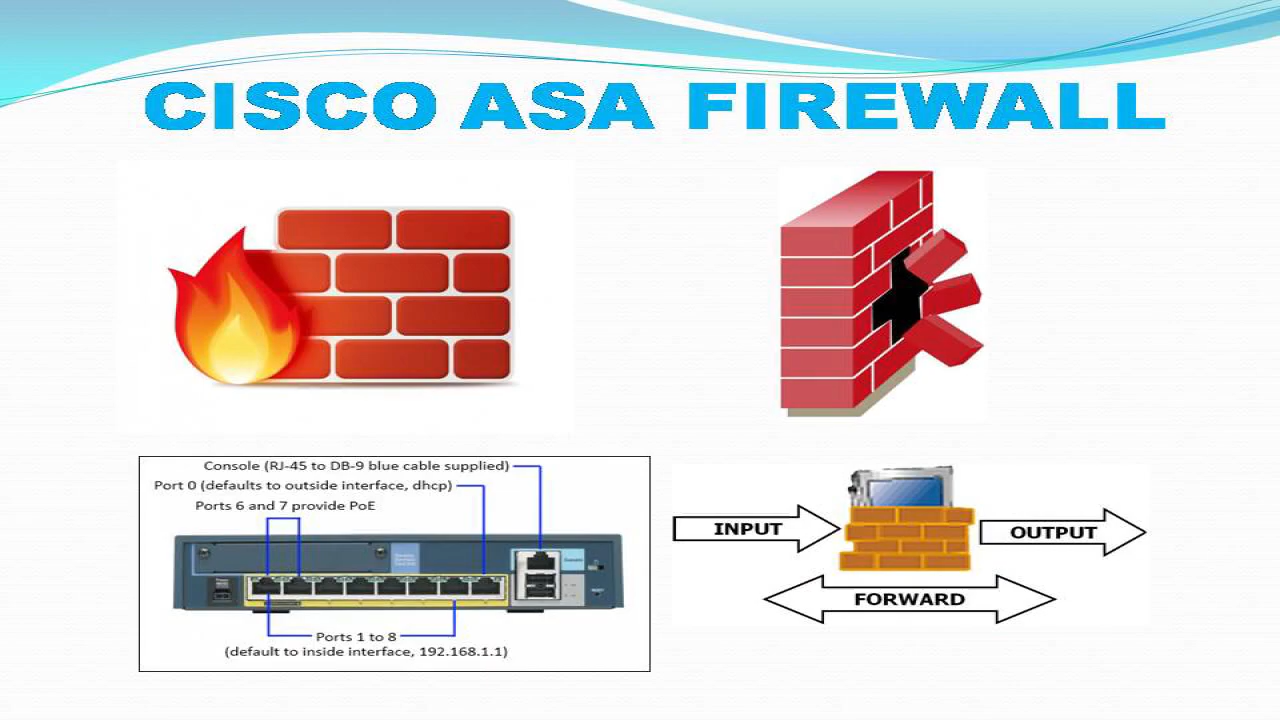 CISCO ASA FIREWALL
Console (RJ-45 to DB-9 blue cable supplied)
Port 0 (defaults to outside interface, dhcp)
Ports 6 and 7 provide PoE
Ports 1 to 8
(default to inside interface, 192.168.1.1)
INPUT
OUTPUT
FORWARD